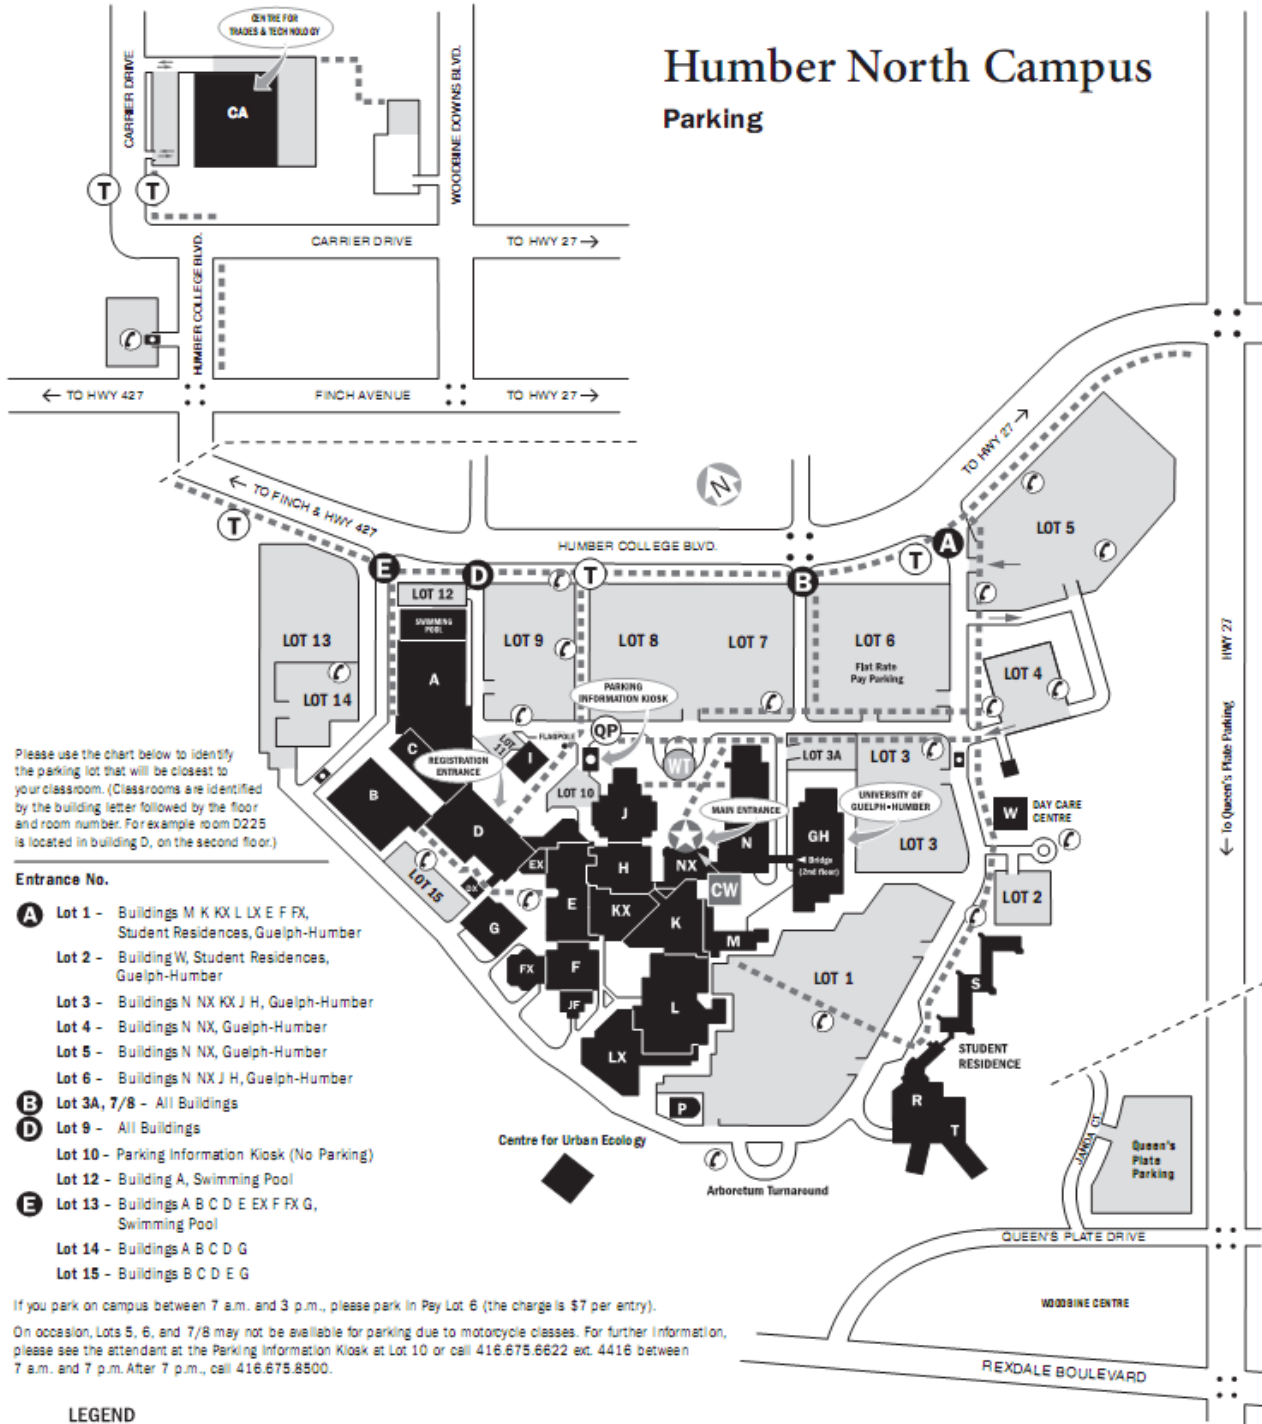 Humber North Campus
Parking
CENTRE FOR
TRADES & TECHNOLOGY
CARRIER DRIVE
CA
WOODBINE DOWNS BLVD.
T
T
CARRIER DRIVE
TO HWY 27
HUMBER COLLEGE BLVD.
TO HWY 427
FINCH AVENUE
TO HWY 27
TO HWY 27
TO FINCH & HWY 427
T
N
HUMBER COLLEGE BLVD.
LOT 5
E
D
T
B
T
A
LOT 12
SWIMMING
POOL
LOT 13
LOT 9
LOT 8
LOT 7
LOT 6
Flat Rate
Pay Parking
HWY 27
To Queen's Plate Parking
A
LOT 14
PARKING
INFORMATION KIOSK
LOT 4
QP
FLAGPOLE
LOT
11
I
C
REGISTRATION
ENTRANCE
WT
LOT 3A
LOT 3
B
LOT 10
UNIVERSITY OF
GUELPH•HUMBER
MAIN ENTRANCE
J
D
N
GH
Bridge
(2nd floor)
LOT 3
W
DAY CARE
CENTRE
EX
H
NX
CW
LOT 15
DX
E
KX
K
LOT 2
G
M
FX
F
LOT 1
S
JF
L
LX
STUDENT
RESIDENCE
P
R
T
Centre for Urban Ecology
Arboretum Turnaround
JANDA CT.
Queen's
Plate
Parking
QUEEN'S PLATE DRIVE
WOODBINE CENTRE
REXDALE BOULEVARD
Please use the chart below to identify
the parking lot that will be closest to
your classroom. (Classrooms are identified
by the building letter followed by the floor
and room number. For example room D225
is located in building D, on the second floor.)
Entrance No.
A Lot 1 - Buildings M K KX L LX E F FX,
Student Residences, Guelph-Humber
Lot 2 - Building W, Student Residences,
Guelph-Humber
Lot 3 - Buildings N NX KX J H, Guelph-Humber
Lot 4 - Buildings N NX, Guelph-Humber
Lot 5 - Buildings N NX, Guelph-Humber
Lot 6 - Buildings N NX J H, Guelph-Humber
B Lot 3A, 7/8 - All Buildings
D Lot 9 - All Buildings
Lot 10 - Parking Information Kiosk (No Parking)
Lot 12 - Building A, Swimming Pool
E Lot 13 - Buildings A B C D E EX F FX G,
Swimming Pool
Lot 14 - Buildings A B C D G
Lot 15 - Buildings B C D E G
If you park on campus between 7 a.m. and 3 p.m., please park in Pay Lot 6 (the charge is $7 per entry).
On occasion, Lots 5, 6, and 7/8 may not be available for parking due to motorcycle classes. For further information,
please see the attendant at the Parking Information Kiosk at Lot 10 or call 416.675.6622 ext. 4416 between
7 a.m. and 7 p.m. After 7 p.m., call 416.675.8500.
LEGEND